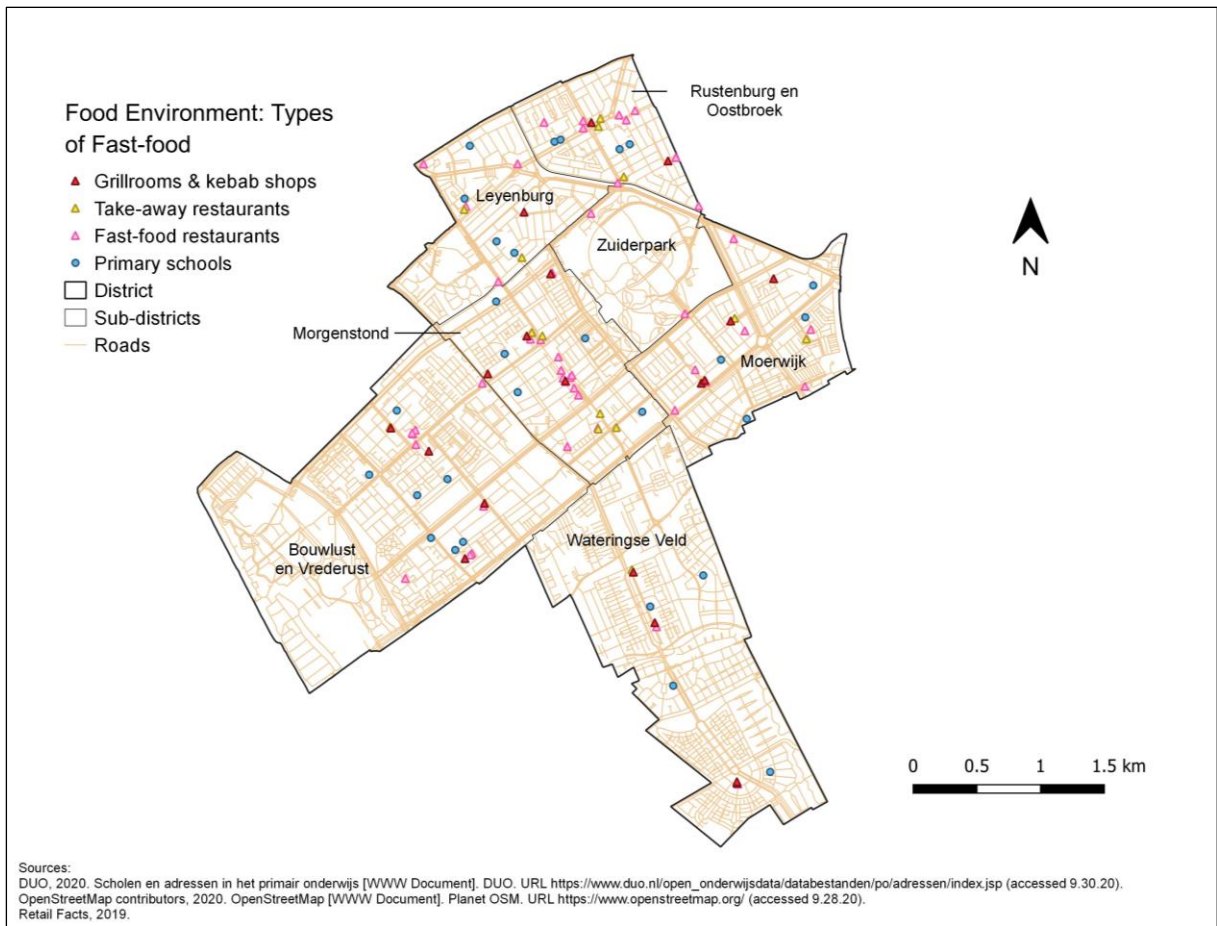 Food Environment: Types
of Fast-food
Grillrooms & kebab shops
Take-away restaurants
Fast-food restaurants
Primary schools
District
Sub-districts
Roads
Rustenburg en
Oostbroek
Leyenburg
Zuiderpark
N
Morgenstond
Moerwijk
Bouwlust
en Vrederust
Wateringse Veld
0 0.5 1 1.5 km
Sources:
DUO, 2020. Scholen en adressen in het primair onderwijs [WWW Document]. DUO. URL https://www.duo.nl/open_onderwijsdata/databestanden/po/adressen/index.jsp (accessed 9.30.20).
OpenStreetMap contributors, 2020. OpenStreetMap [WWW Document]. Planet OSM. URL https://www.openstreetmap.org/ (accessed 9.28.20).
Retail Facts, 2019.